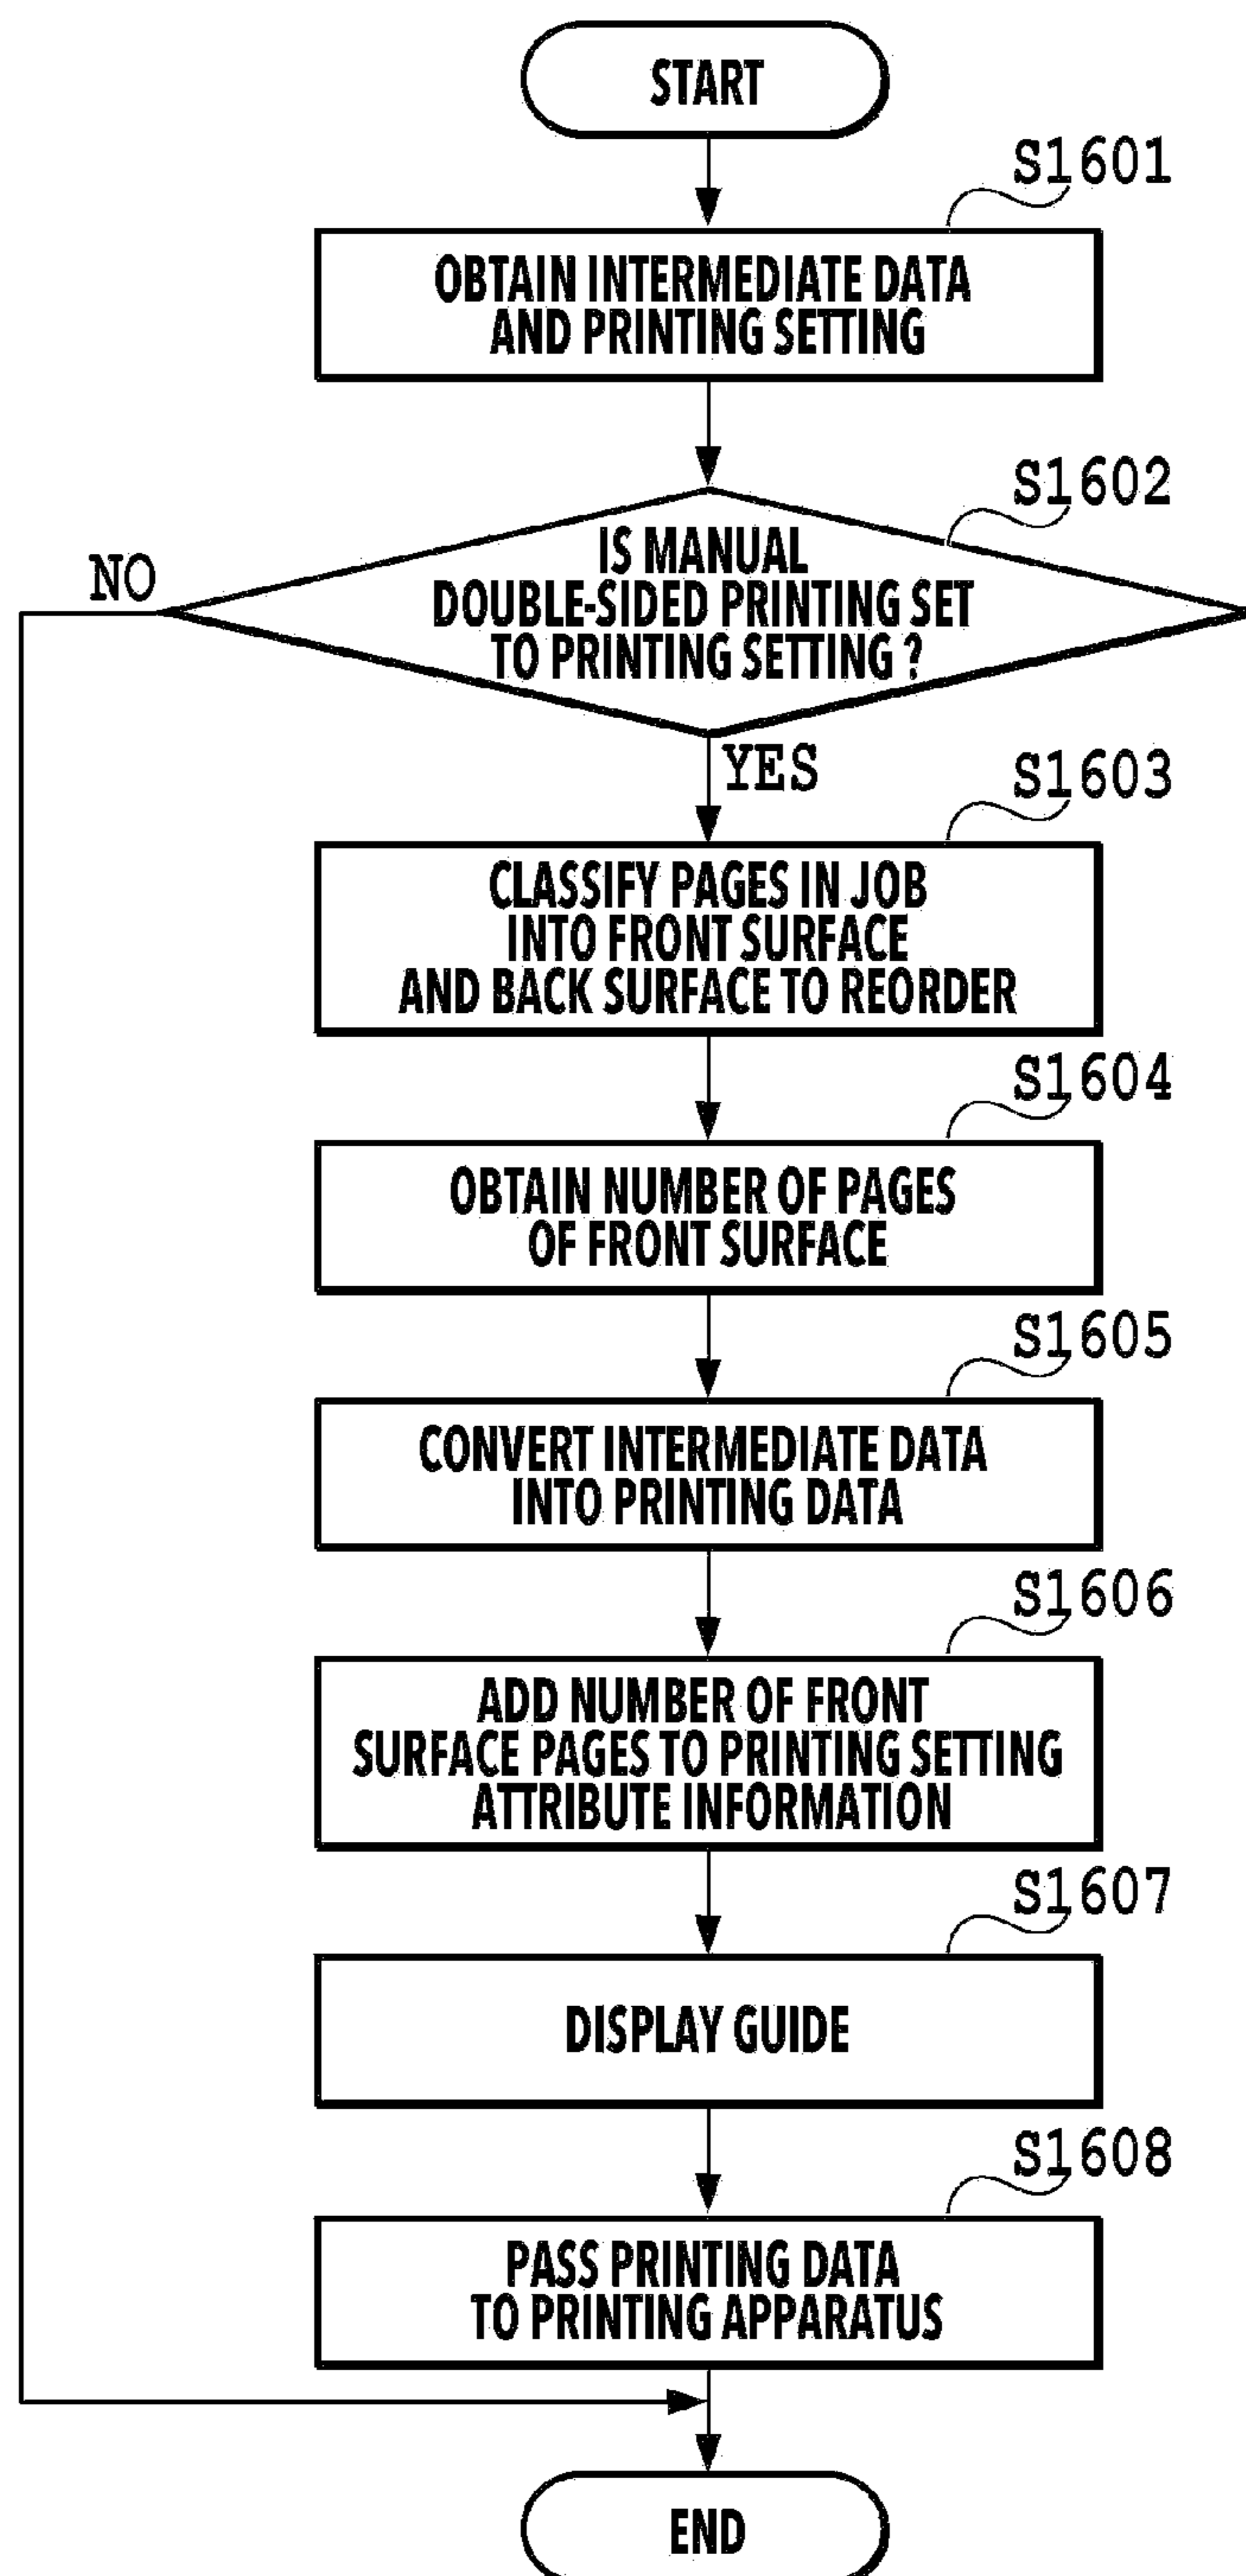 START
S1601
OBTAIN INTERMEDIATE DATA
AND PRINTING SETTING
S1602
IS MANUAL
DOUBLE-SIDED PRINTING SET
TO PRINTING SETTING ?
NO
YES
S1603
CLASSIFY PAGES IN JOB
INTO FRONT SURFACE
AND BACK SURFACE TO REORDER
S1604
OBTAIN NUMBER OF PAGES
OF FRONT SURFACE
S1605
CONVERT INTERMEDIATE DATA
INTO PRINTING DATA
S1606
ADD NUMBER OF FRONT
SURFACE PAGES TO PRINTING SETTING
ATTRIBUTE INFORMATION
S1607
DISPLAY GUIDE
S1608
PASS PRINTING DATA
TO PRINTING APPARATUS
END